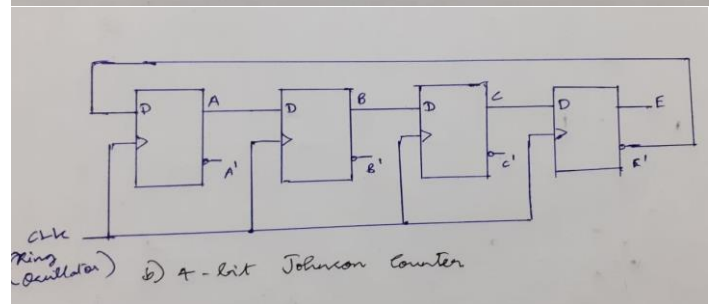 D A D B D C D E
A' B' C' E'
CLK
(Ring
Oscillator) b) 4-bit Johnson Counter